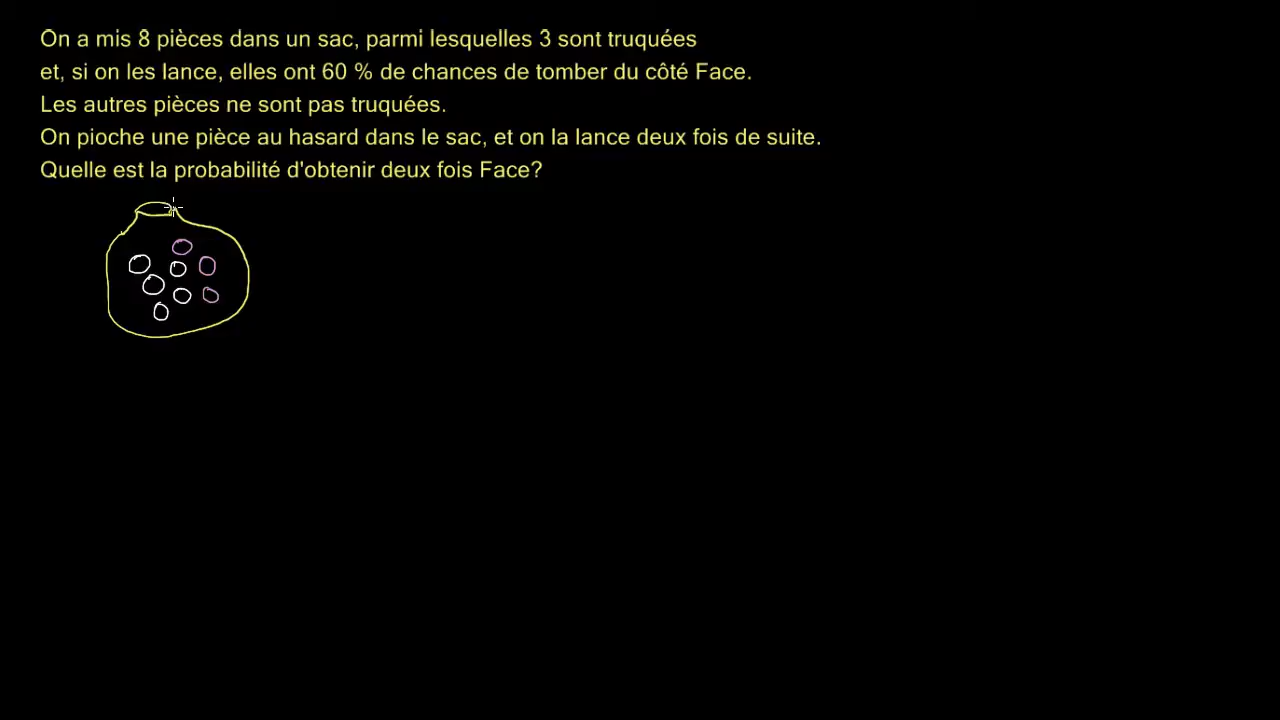 On a mis 8 pièces dans un sac, parmi lesquelles 3 sont truquées
et, si on les lance, elles ont 60 % de chances de tomber du côté Face.
Les autres pièces ne sont pas truquées.
On pioche une pièce au hasard dans le sac, et on la lance deux fois de suite.
Quelle est la probabilité d'obtenir deux fois Face?